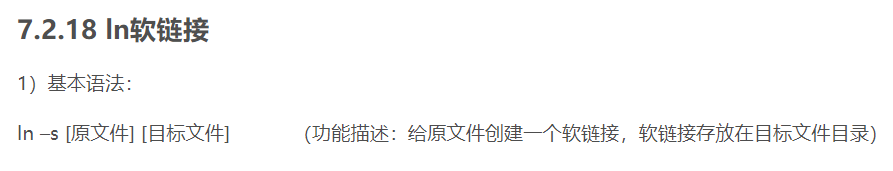 7.2.18 ln软链接
1）基本语法：
ln –s [原文件] [目标文件] (功能描述：给原文件创建一个软链接，软链接存放在目标文件目录)